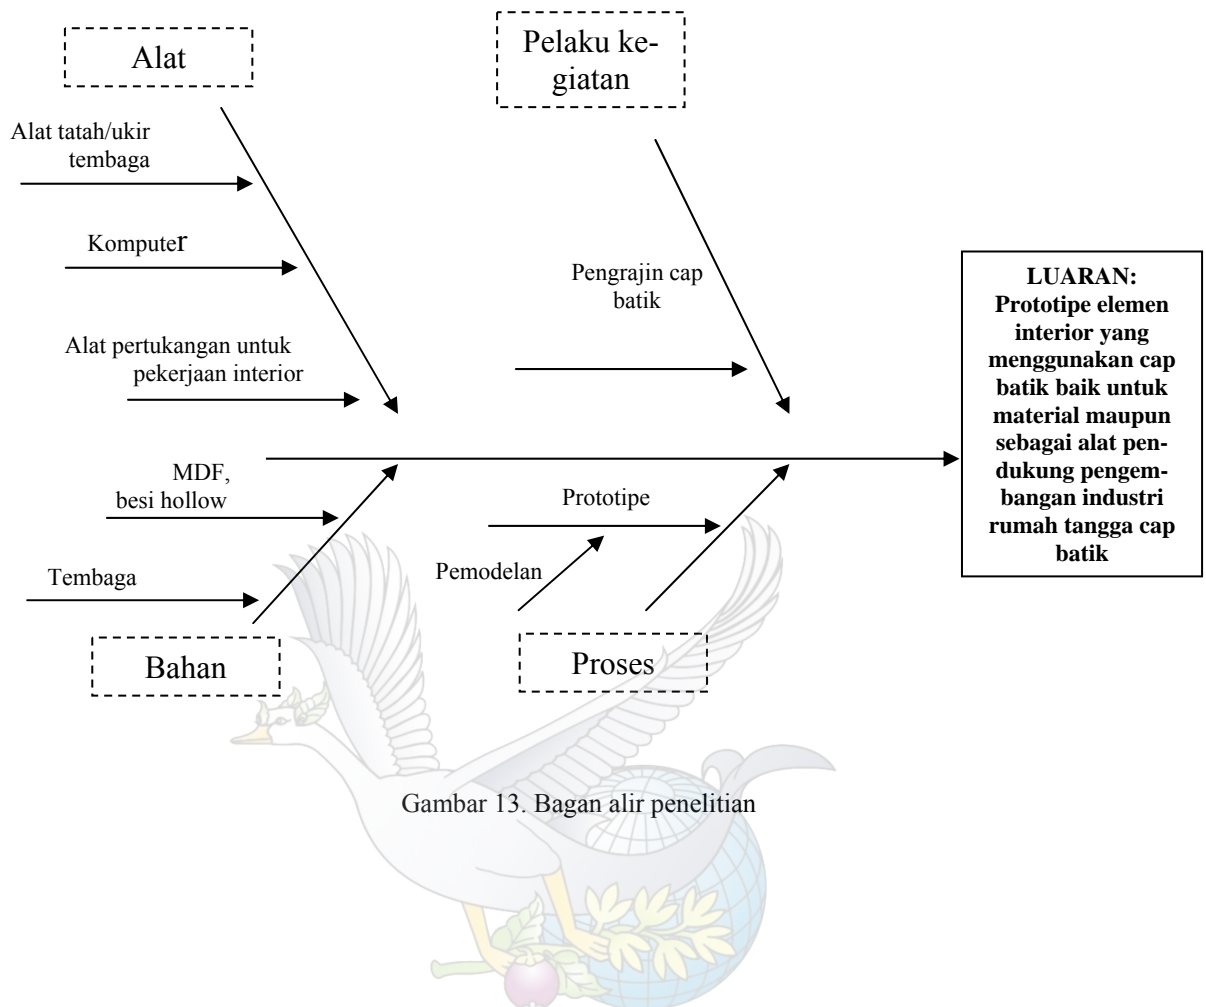 Alat
Pelaku ke-
giatan
Alat tatah/ukir
tembaga
Komputer
Pengrajin cap
batik
Alat pertukangan untuk
pekerjaan interior
LUARAN:
Prototipe elemen
interior yang
menggunakan cap
batik baik untuk
material maupun
sebagai alat pen-
dukung pengem-
bangan industri
rumah tangga cap
batik
MDF,
besi hollow
Prototipe
Tembaga
Pemodelan
Bahan
Proses
Gambar 13. Bagan alir penelitian